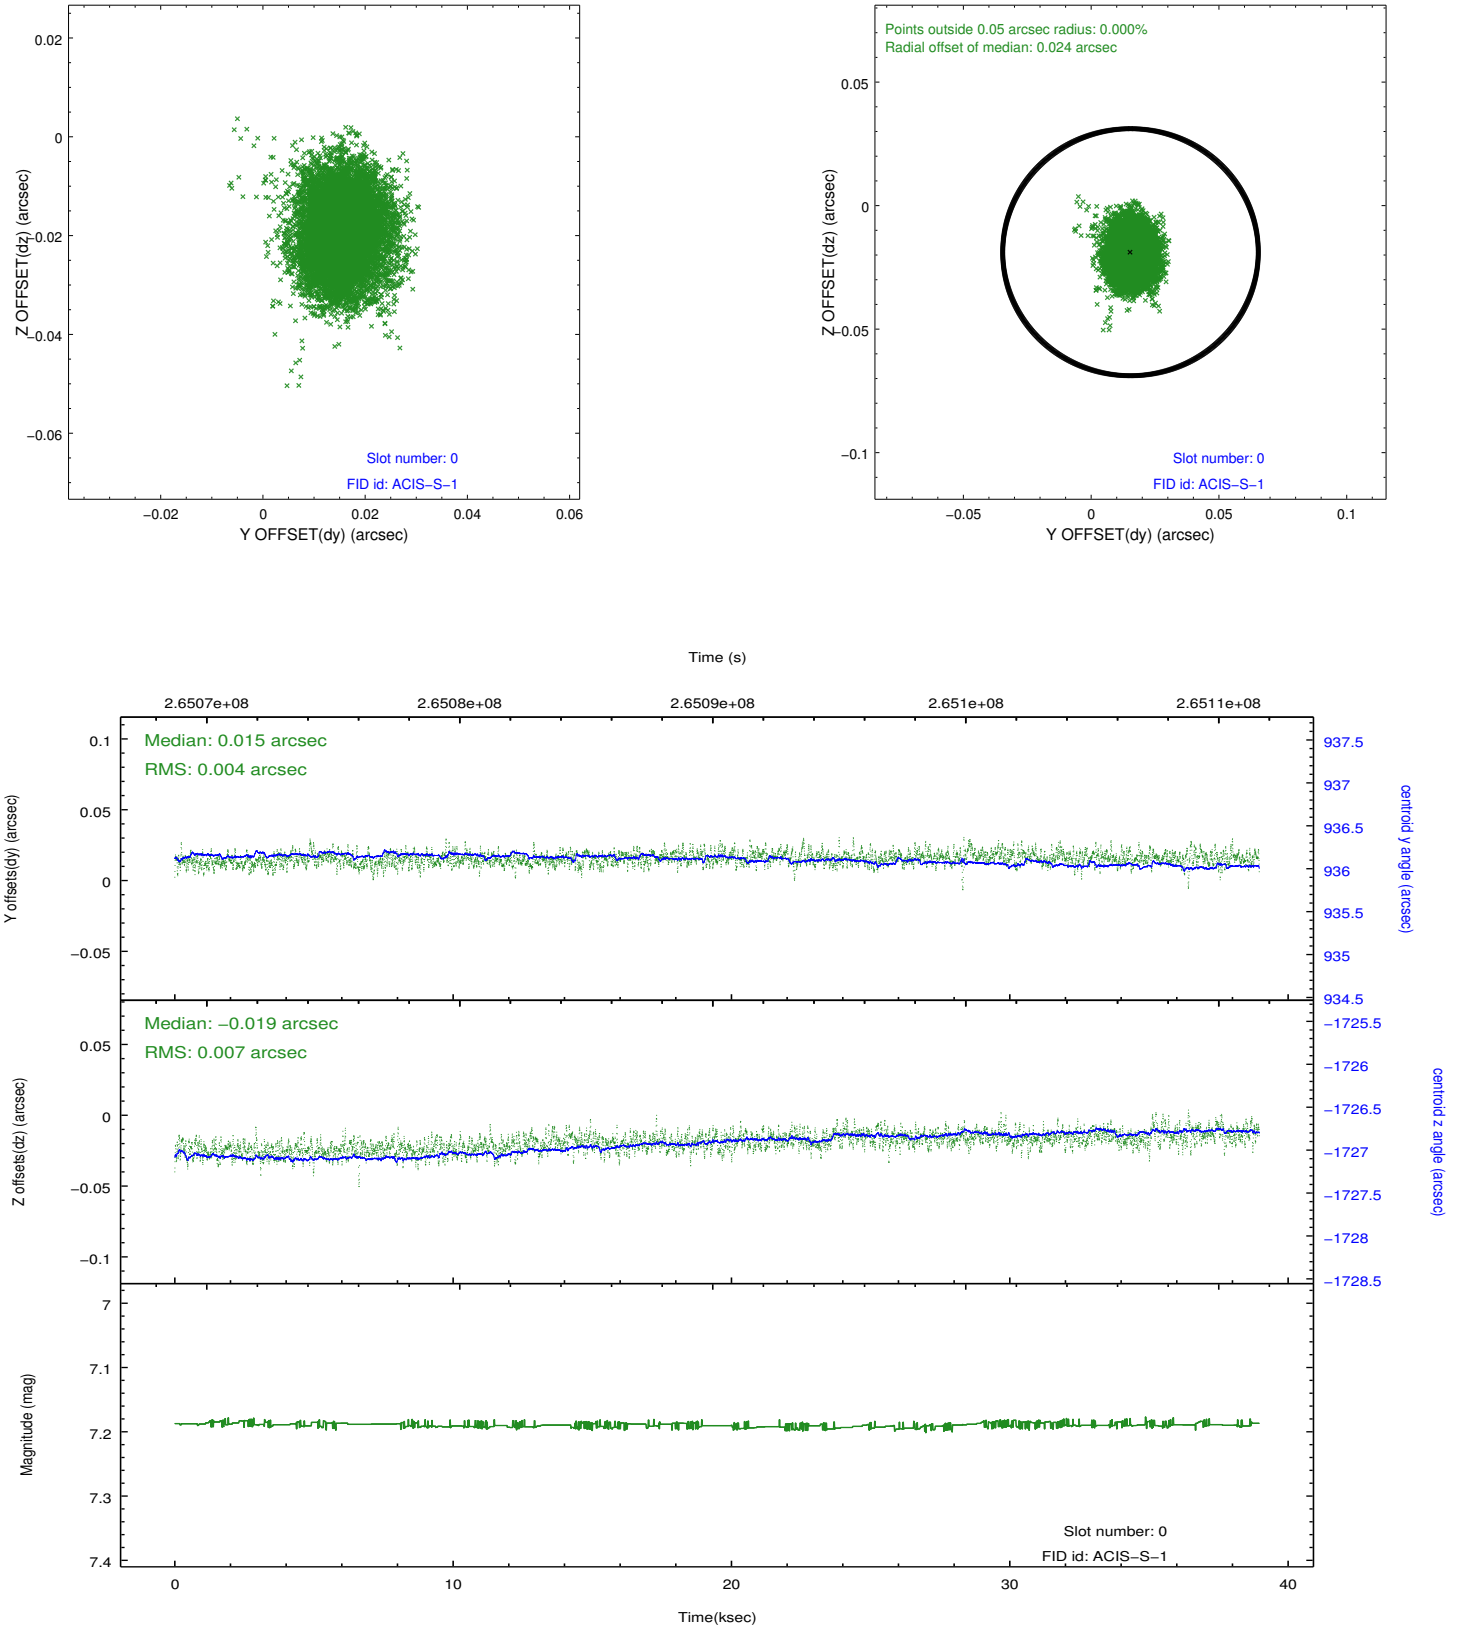 0.02
0
−0.02
−0.04
−0.06
Z OFFSET(dz) (arcsec)
Slot number: 0
FID id: ACIS−S−1
−0.02
0
0.02
0.04
0.06
Y OFFSET(dy) (arcsec)
Points outside 0.05 arcsec radius: 0.000%
Radial offset of median: 0.024 arcsec
0.05
0
−0.05
−0.1
Z OFFSET(dz) (arcsec)
Slot number: 0
FID id: ACIS−S−1
−0.05
0
0.05
0.1
Y OFFSET(dy) (arcsec)
Time (s)
2.6507e+08
2.6508e+08
2.6509e+08
2.651e+08
2.6511e+08
Median: 0.015 arcsec
RMS: 0.004 arcsec
0.1
0.05
0
−0.05
Y offsets(dy) (arcsec)
937.5
937
936.5
936
935.5
935
934.5
centroid y angle (arcsec)
Median: −0.019 arcsec
RMS: 0.007 arcsec
0.05
0
−0.05
−0.1
Z offsets(dz) (arcsec)
−1725.5
−1726
−1726.5
−1727
−1727.5
−1728
−1728.5
centroid z angle (arcsec)
7
7.1
7.2
7.3
7.4
Magnitude (mag)
Slot number: 0
FID id: ACIS−S−1
0
10
20
30
40
Time(ksec)